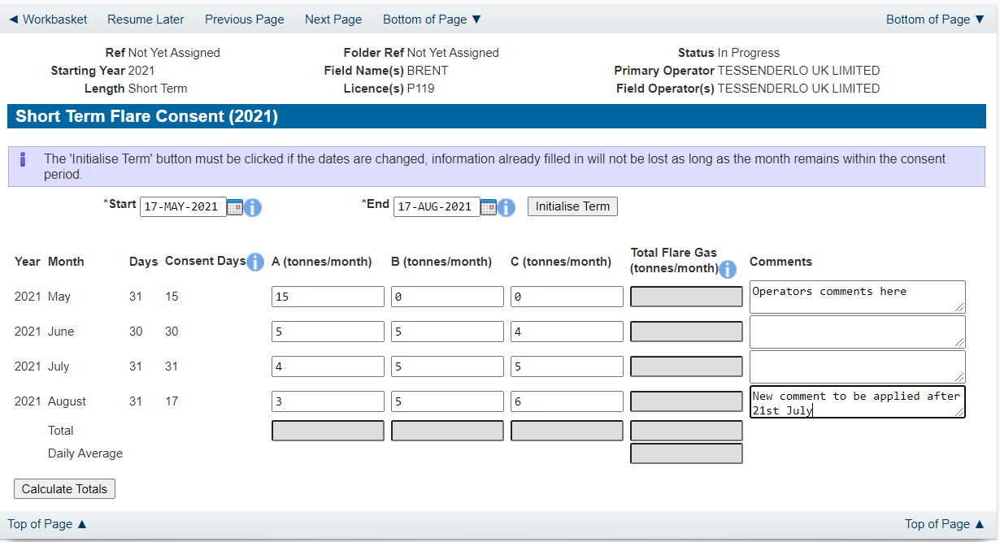 ◄ Workbasket Resume Later Previous Page Next Page Bottom of Page ▼ Bottom of Page ▼
Ref Not Yet Assigned Folder Ref Not Yet Assigned Status In Progress
Starting Year 2021 Field Name(s) BRENT Primary Operator TESSENDERLO UK LIMITED
Length Short Term Licence(s) P119 Field Operator(s) TESSENDERLO UK LIMITED
Short Term Flare Consent (2021)
The 'Initialise Term' button must be clicked if the dates are changed, information already filled in will not be lost as long as the month remains within the consent
period.
*Start 17-MAY-2021 *End 17-AUG-2021 Initialise Term
Year Month Days Consent Days A (tonnes/month) B (tonnes/month) C (tonnes/month) Total Flare Gas
(tonnes/month) Comments
2021 May 31 15 15 0 0 Operators comments here
2021 June 30 30 5 5 4
2021 July 31 31 4 5 5
2021 August 31 17 3 5 6 New comment to be applied after
21st July
Total
Daily Average
Calculate Totals
Top of Page ▲ Top of Page ▲